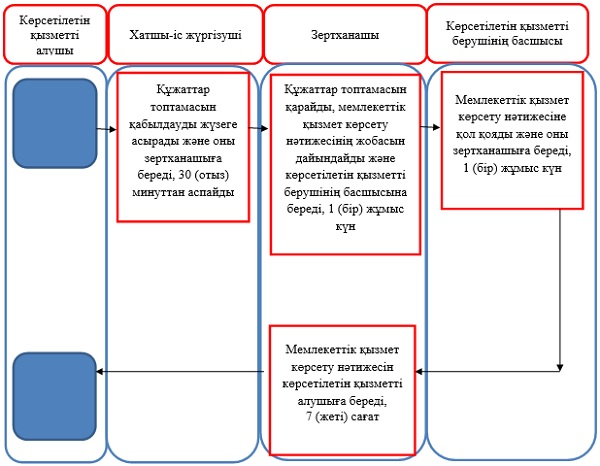 Көрсетілетін
қызметті
алушы
Хатшы-іс жүргізуші
Зертханашы
Көрсетілетін қызметті
берушінің басшысы
Құжаттар
топтамасын
қабылдауды жүзеге
асырады және оны
зертханашыға
береді, 30 (отыз)
минуттан аспайды
Құжаттар топтамасын
қарайды, мемлекеттік
қызмет көрсету
нәтижесінің жобасын
дайындайды және
көрсетілетін қызметті
берушінің басшысына
береді, 1 (бір) жұмыс
күн
Мемлекеттік қызмет
көрсету нәтижесіне
қол қояды және оны
зертханашыға береді,
1 (бір) жұмыс күн
Мемлекеттік қызмет
көрсету нәтижесін
көрсетілетін қызметті
алушыға береді,
7 (жеті) сағат